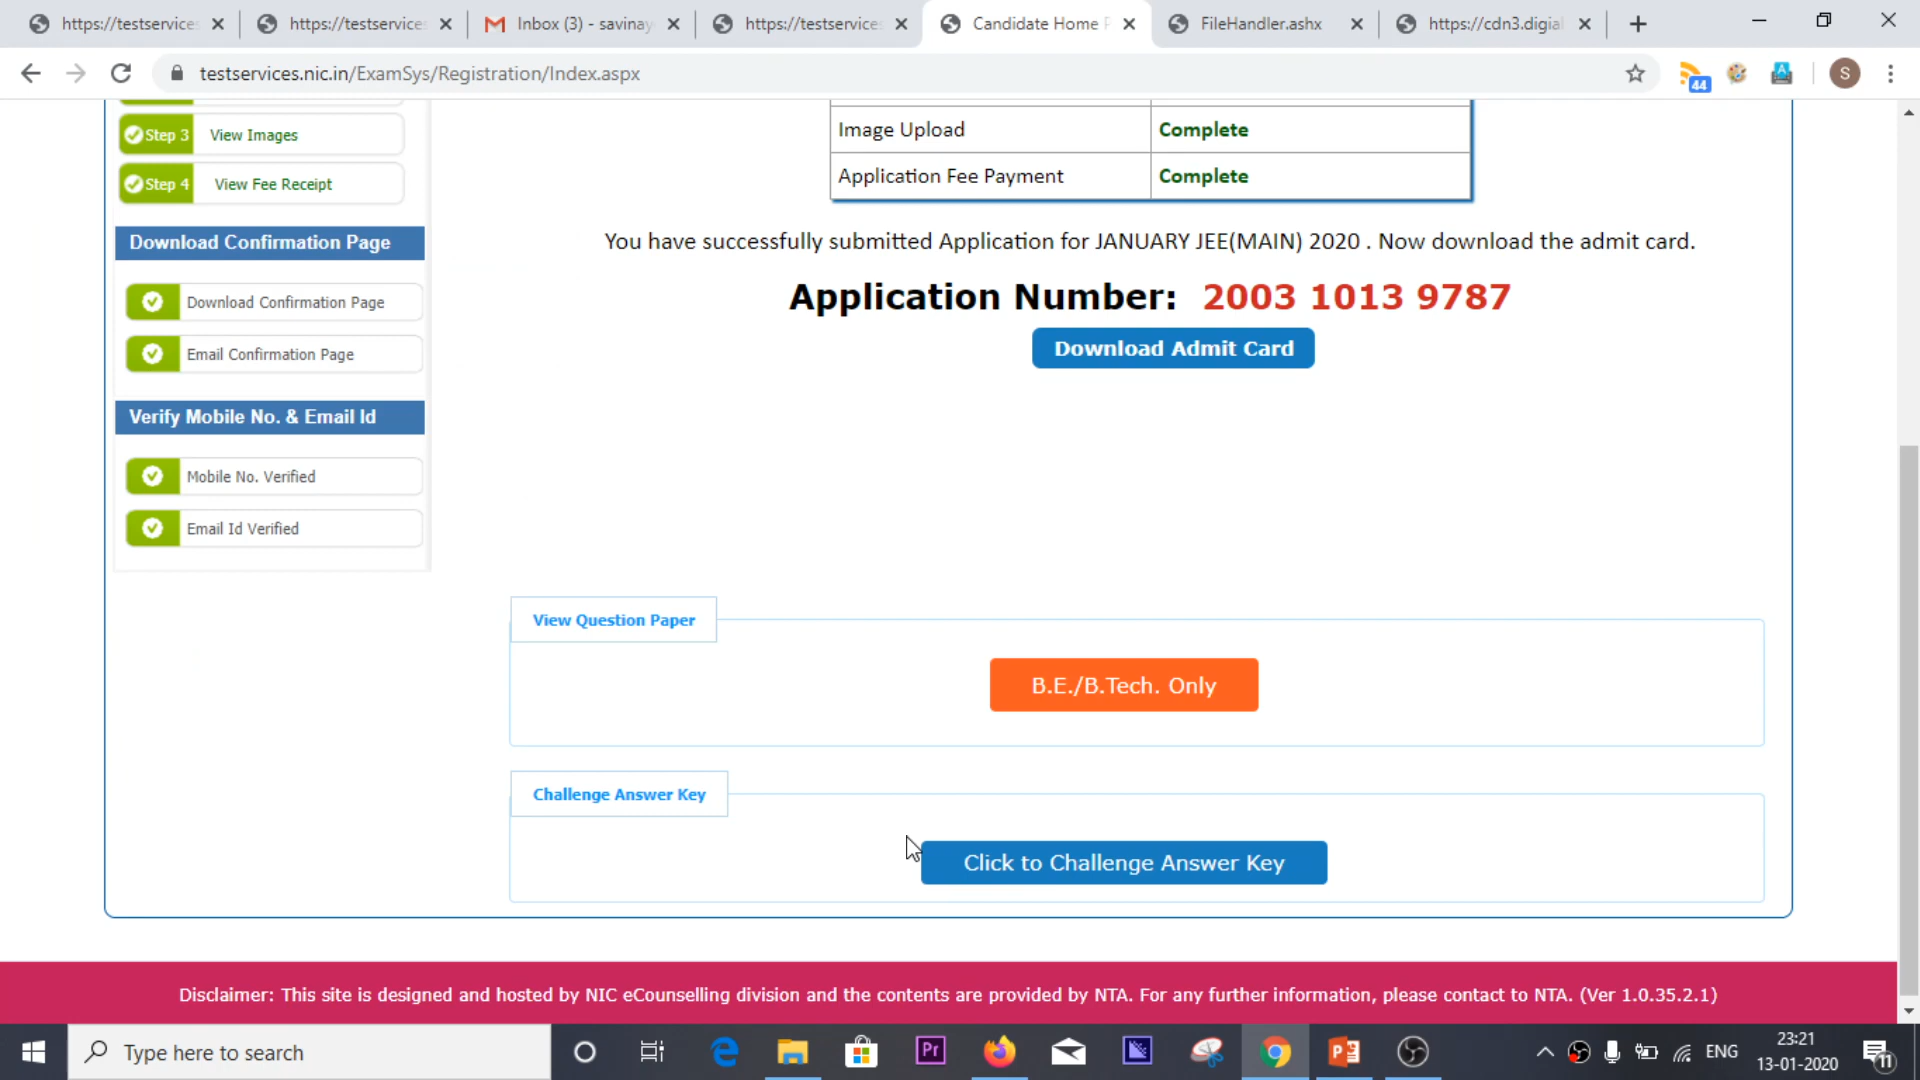 https://testservices
https://testservices
Inbox (3) - savinay
https://testservices
Candidate Home P
FileHandler.ashx
https://cdn3.digial
testservices.nic.in/ExamSys/Registration/Index.aspx
44
A
S
Step 3 View Images
Step 4 View Fee Receipt
Download Confirmation Page
Download Confirmation Page
Email Confirmation Page
Verify Mobile No. & Email Id
Mobile No. Verified
Email Id Verified
Image Upload Complete
Application Fee Payment Complete
You have successfully submitted Application for JANUARY JEE(MAIN) 2020 . Now download the admit card.
Application Number: 2003 1013 9787
Download Admit Card
View Question Paper
B.E./B.Tech. Only
Challenge Answer Key
Click to Challenge Answer Key
Disclaimer: This site is designed and hosted by NIC eCounselling division and the contents are provided by NTA. For any further information, please contact to NTA. (Ver 1.0.35.2.1)
Type here to search
Pr
ENG
23:21
13-01-2020
11